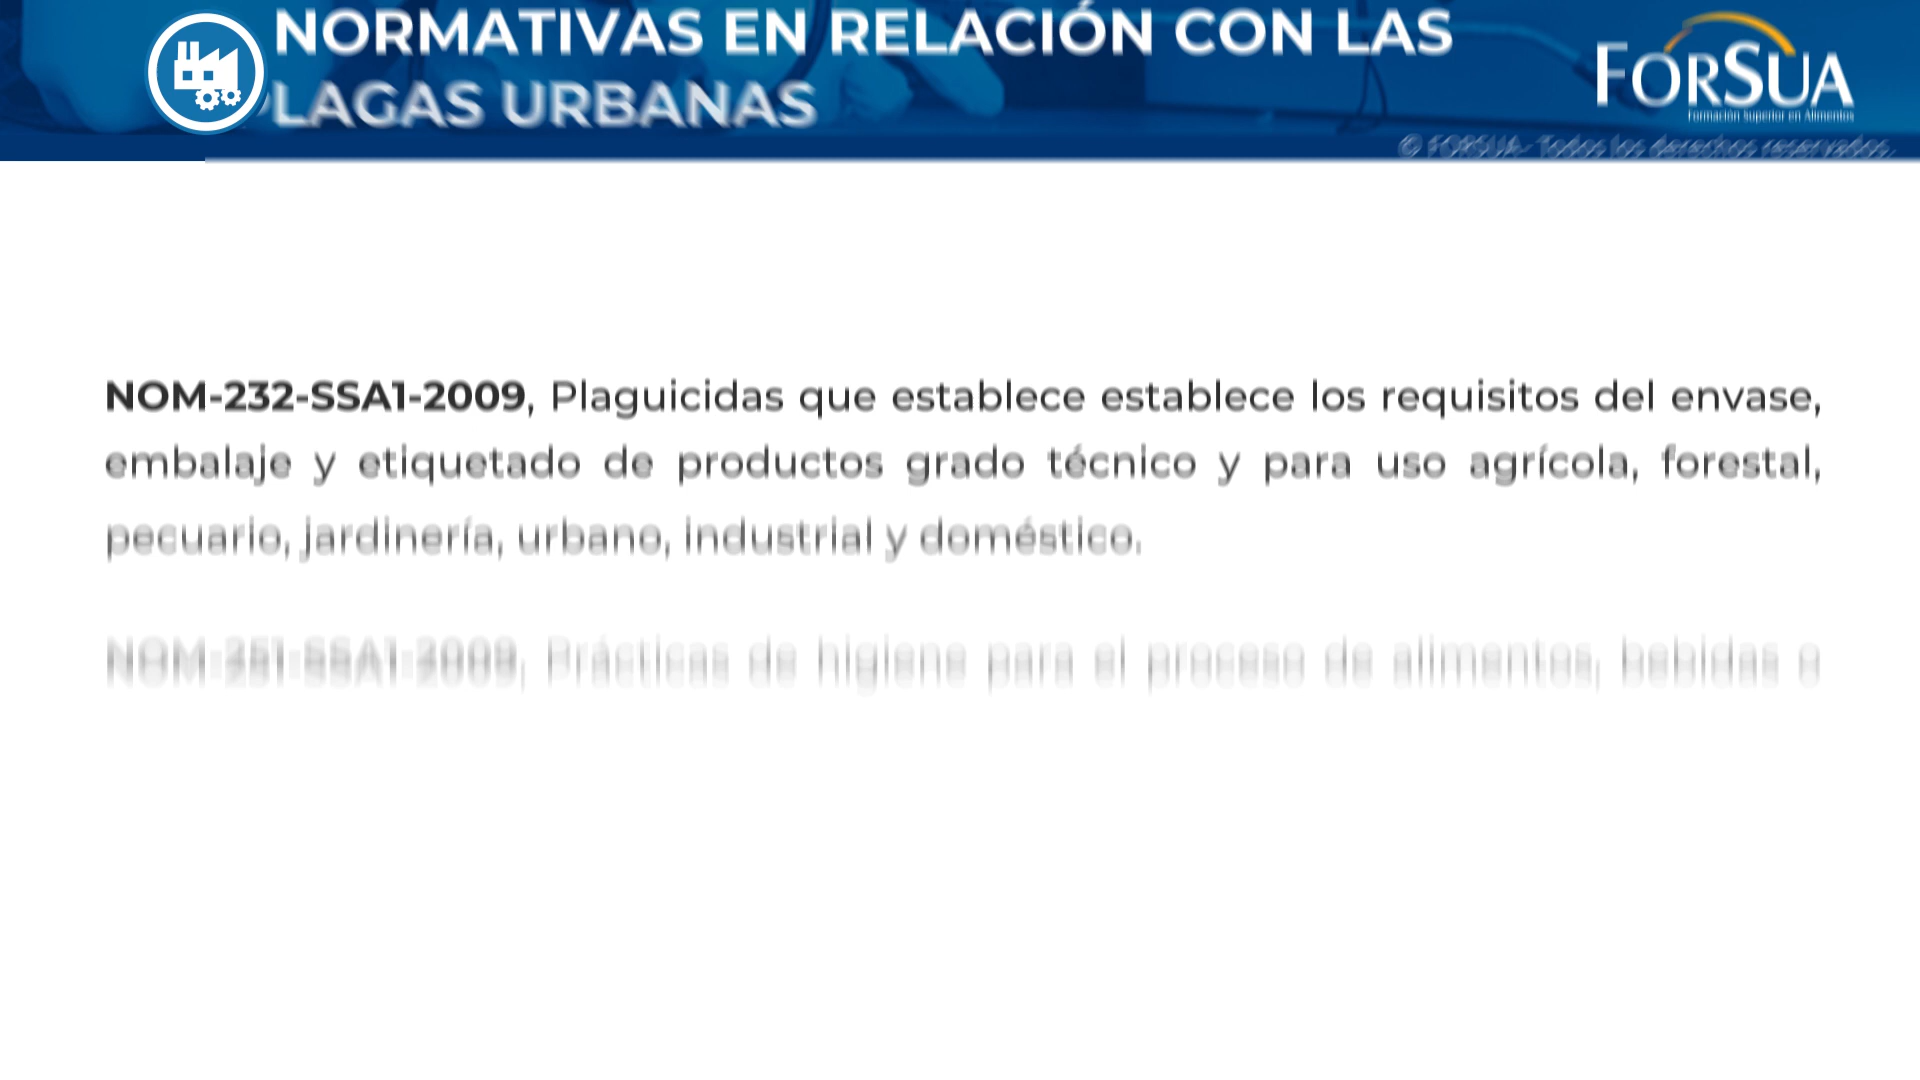 NORMATIVAS EN RELACIÓN CON LAS
PLAGAS URBANAS
FORSUA
Formación Superior en Alimentos
© FORSUA- Todos los derechos reservados.
NOM-232-SSA1-2009, Plaguicidas que establece establece los requisitos del envase,
embalaje y etiquetado de productos grado técnico y para uso agrícola, forestal,
pecuario, jardinería, urbano, industrial y doméstico.
NOM-251-SSA1-2009, Prácticas de higiene para el proceso de alimentos, bebidas o